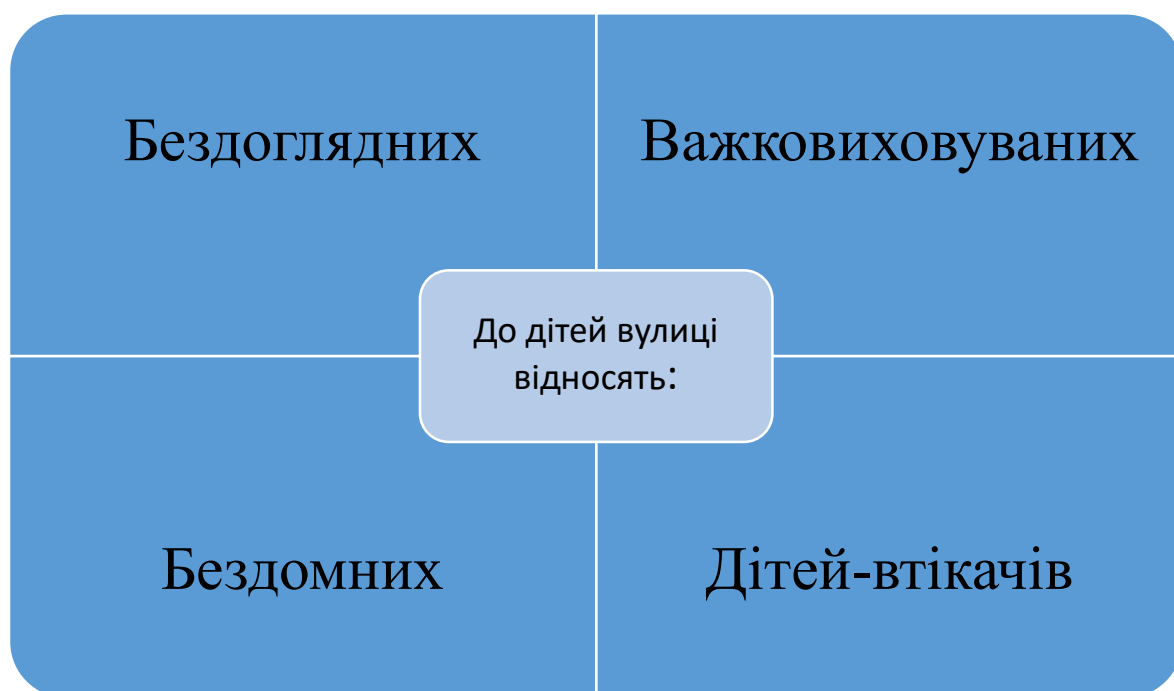 Бездоглядних
Важковиховуваних
До дітей вулиці
відносять:
Бездомних
Дітей-втікачів